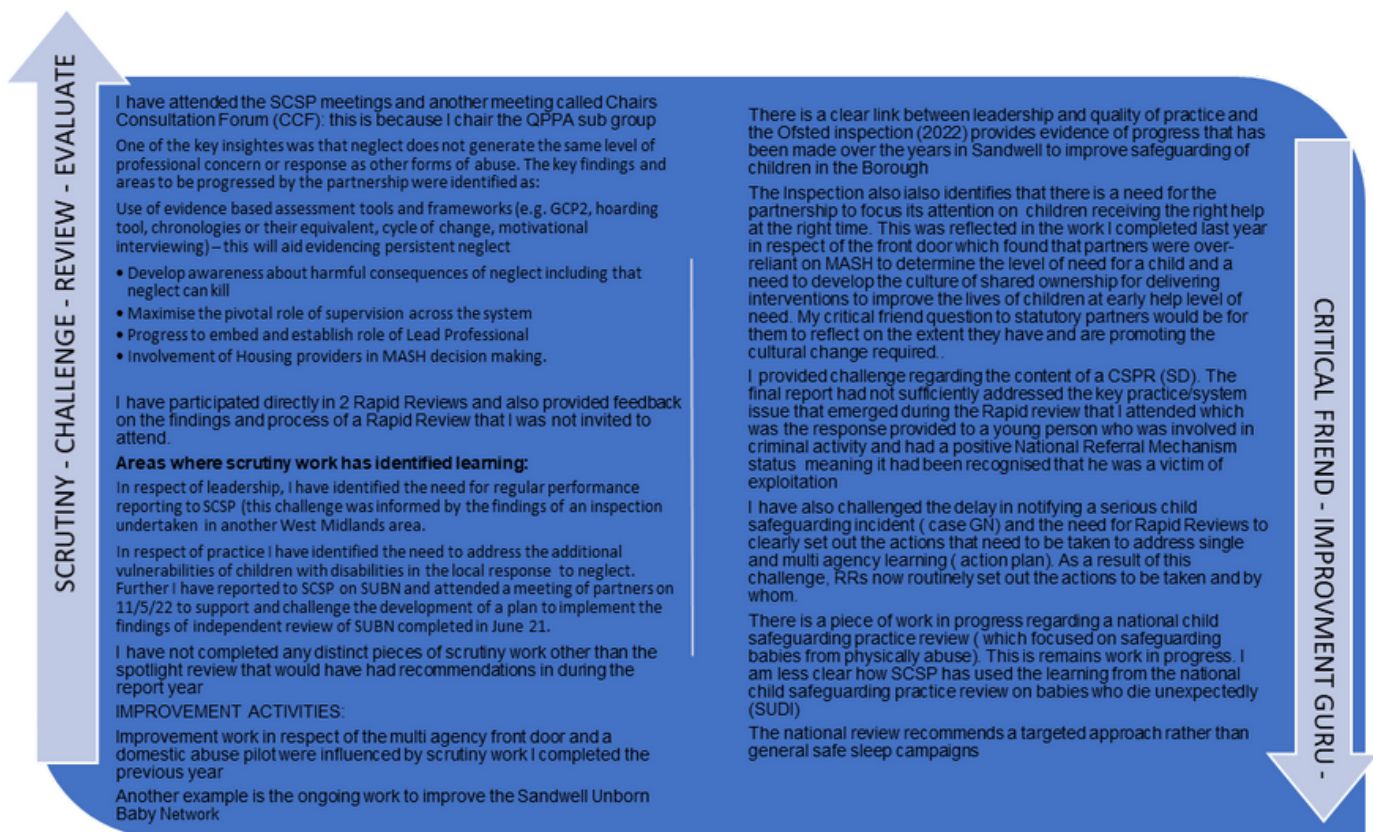 SCRUTINY - CHALLENGE - REVIEW - EVALUATE
I have attended the SCSP meetings and another meeting called Chairs
Consultation Forum (CCF): this is because I chair the QPPA sub group
One of the key insightes was that neglect does not generate the same level of
professional concern or response as other forms of abuse. The key findings and
areas to be progressed by the partnership were identified as:
Use of evidence based assessment tools and frameworks (e.g. GCP2, hoarding
tool, chronologies or their equivalent, cycle of change, motivational
interviewing) – this will aid evidencing persistent neglect
• Develop awareness about harmful consequences of neglect including that
neglect can kill
• Maximise the pivotal role of supervision across the system
• Progress to embed and establish role of Lead Professional
• Involvement of Housing providers in MASH decision making.
I have participated directly in 2 Rapid Reviews and also provided feedback
on the findings and process of a Rapid Review that I was not invited to
attend.
Areas where scrutiny work has identified learning:
In respect of leadership, I have identified the need for regular performance
reporting to SCSP (this challenge was informed by the findings of an inspection
undertaken in another West Midlands area.
In respect of practice I have identified the need to address the additional
vulnerabilities of children with disabilities in the local response to neglect.
Further I have reported to SCSP on SUBN and attended a meeting of partners on
11/5/22 to support and challenge the development of a plan to implement the
findings of independent review of SUBN completed in June 21.
I have not completed any distinct pieces of scrutiny work other than the
spotlight review that would have had recommendations in during the
report year
IMPROVEMENT ACTIVITIES:
Improvement work in respect of the multi agency front door and a
domestic abuse pilot were influenced by scrutiny work I completed the
previous year
Another example is the ongoing work to improve the Sandwell Unborn
Baby Network
There is a clear link between leadership and quality of practice and
the Ofsted inspection (2022) provides evidence of progress that has
been made over the years in Sandwell to improve safeguarding of
children in the Borough
The Inspection also ialso identifies that there is a need for the
partnership to focus its attention on children receiving the right help
at the right time. This was reflected in the work I completed last year
in respect of the front door which found that partners were over-
reliant on MASH to determine the level of need for a child and a
need to develop the culture of shared ownership for delivering
interventions to improve the lives of children at early help level of
need. My critical friend question to statutory partners would be for
them to reflect on the extent they have and are promoting the
cultural change required..
I provided challenge regarding the content of a CSPR (SD). The
final report had not sufficiently addressed the key practice/system
issue that emerged during the Rapid review that I attended which
was the response provided to a young person who was involved in
criminal activity and had a positive National Referral Mechanism
status meaning it had been recognised that he was a victim of
exploitation
I have also challenged the delay in notifying a serious child
safeguarding incident ( case GN) and the need for Rapid Reviews to
clearly set out the actions that need to be taken to address single
and multi agency learning ( action plan). As a result of this
challenge, RRs now routinely set out the actions to be taken and by
whom.
There is a piece of work in progress regarding a national child
safeguarding practice review ( which focused on safeguarding
babies from physically abuse). This is remains work in progress. I
am less clear how SCSP has used the learning from the national
child safeguarding practice review on babies who die unexpectedly
(SUDI)
The national review recommends a targeted approach rather than
general safe sleep campaigns
CRITICAL FRIEND - IMPROVMENT GURU -